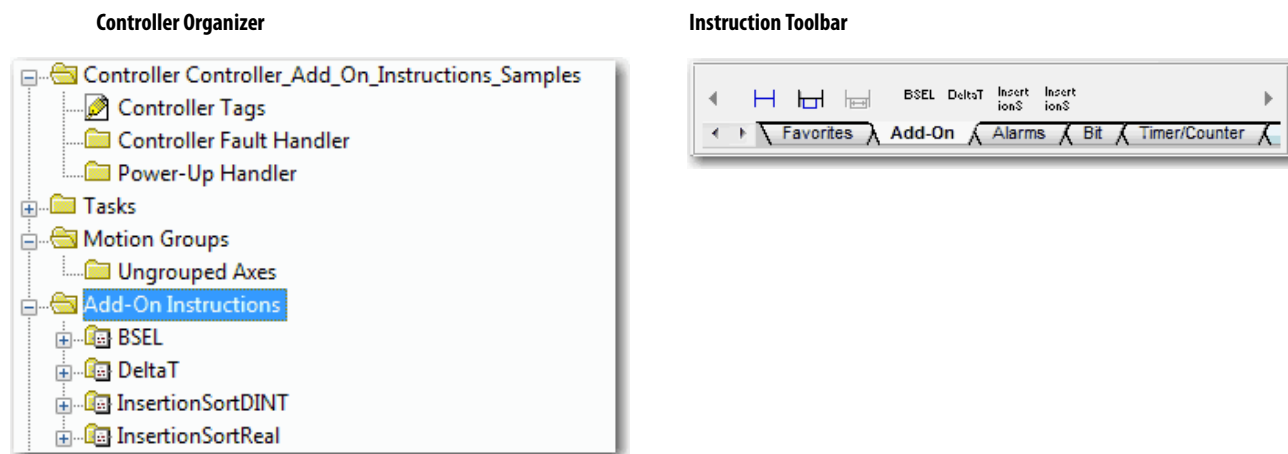 Controller Organizer
Controller Controller_Add_On_Instructions_Samples
Controller Tags
Controller Fault Handler
Power-Up Handler
Tasks
Motion Groups
Ungrouped Axes
Add-On Instructions
BSEL
DeltaT
InsertionSortDINT
InsertionSortReal
Instruction Toolbar
BSEL DeltaT Insert Insert
ionS ionS
Favorites Add-On Alarms Bit Timer/Counter